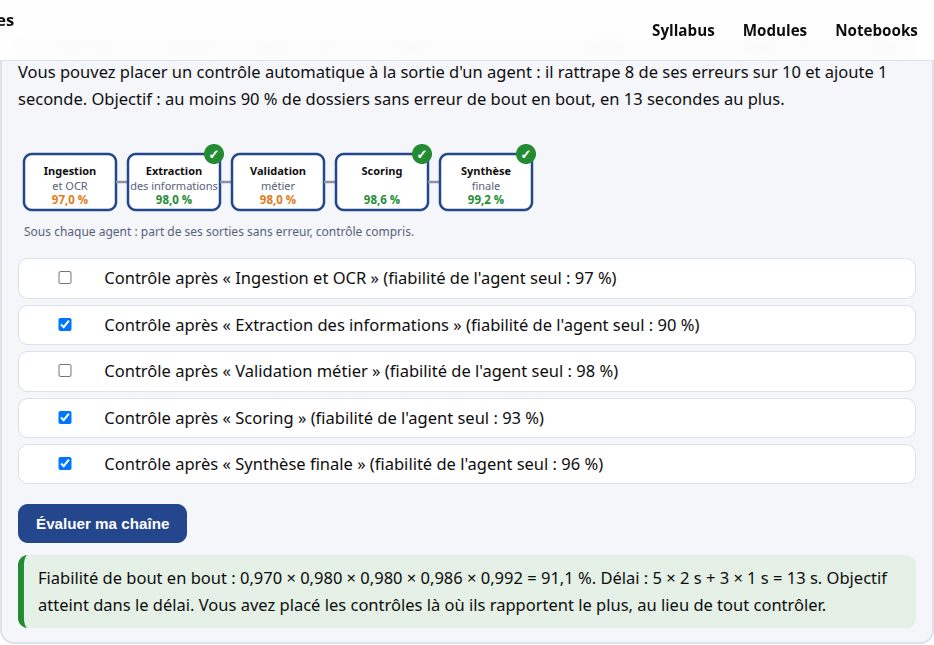 es
Syllabus Modules Notebooks
Vous pouvez placer un contrôle automatique à la sortie d'un agent : il rattrape 8 de ses erreurs sur 10 et ajoute 1
seconde. Objectif : au moins 90 % de dossiers sans erreur de bout en bout, en 13 secondes au plus.
Ingestion
et OCR
97,0 %
Extraction
des informations
98,0 %
Validation
métier
98,0 %
Scoring
98,6 %
Synthèse
finale
99,2 %
Sous chaque agent : part de ses sorties sans erreur, contrôle compris.
Contrôle après « Ingestion et OCR » (fiabilité de l'agent seul : 97 %)
Contrôle après « Extraction des informations » (fiabilité de l'agent seul : 90 %)
Contrôle après « Validation métier » (fiabilité de l'agent seul : 98 %)
Contrôle après « Scoring » (fiabilité de l'agent seul : 93 %)
Contrôle après « Synthèse finale » (fiabilité de l'agent seul : 96 %)
Évaluer ma chaîne
Fiabilité de bout en bout : 0,970 × 0,980 × 0,980 × 0,986 × 0,992 = 91,1 %. Délai : 5 × 2 s + 3 × 1 s = 13 s. Objectif
atteint dans le délai. Vous avez placé les contrôles là où ils rapportent le plus, au lieu de tout contrôler.